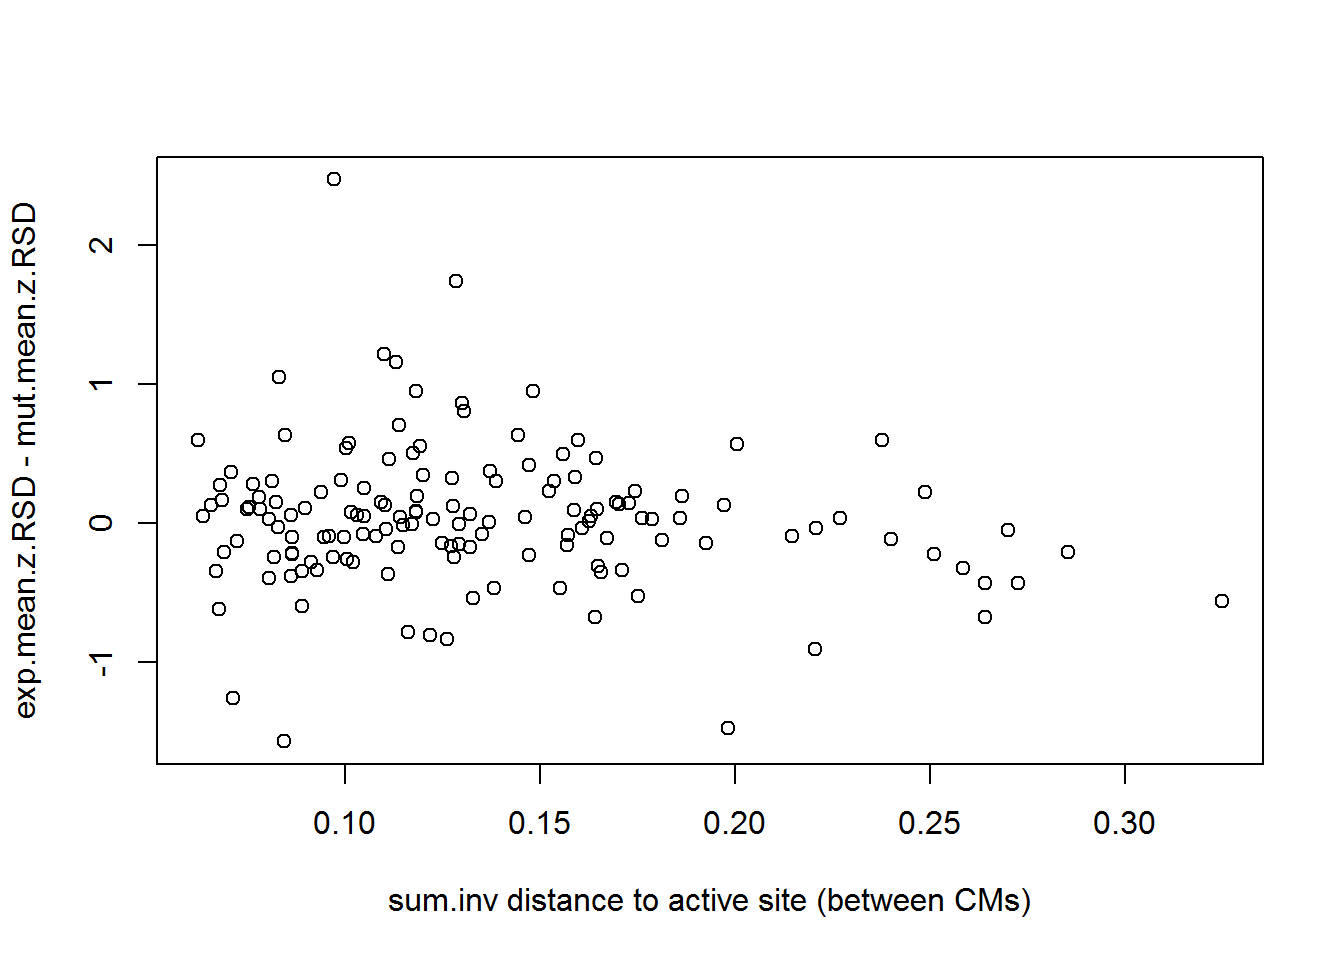 exp.mean.z.RSD - mut.mean.z.RSD
2
1
0
-1
0.10 0.15 0.20 0.25 0.30
sum.inv distance to active site (between CMs)